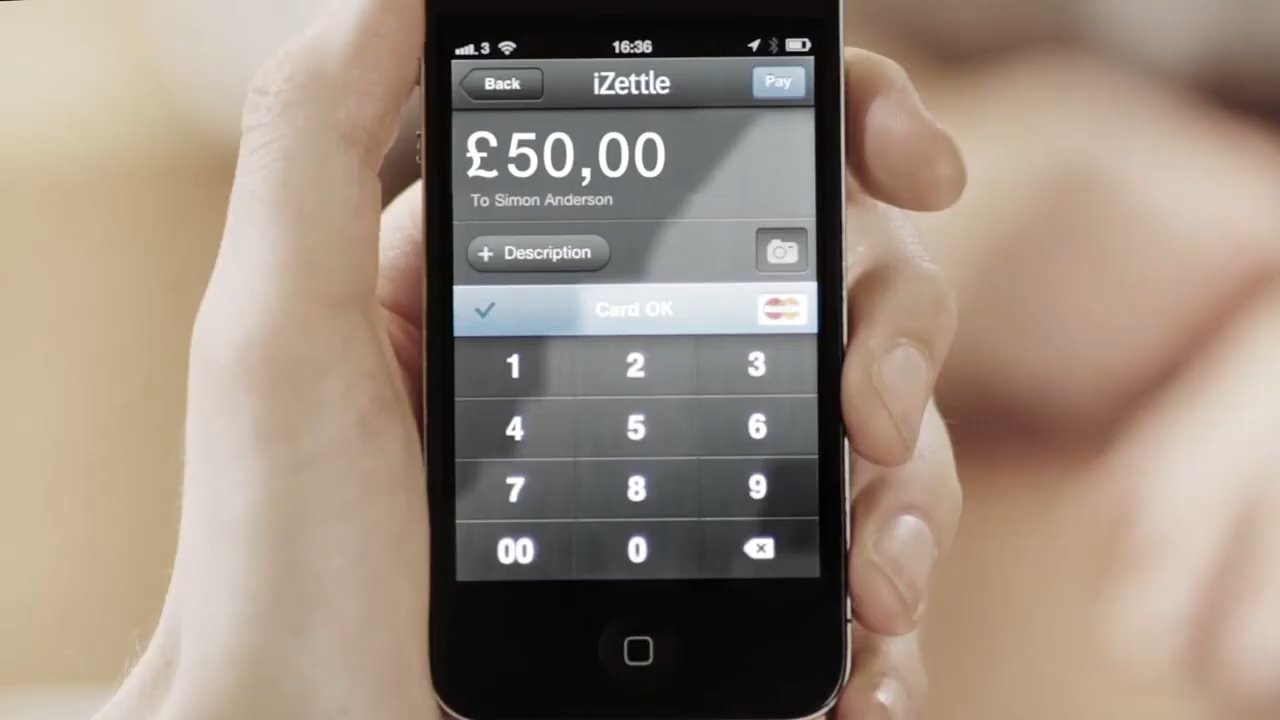 3 16:36
Back iZettle Pay
£50,00
To Simon Anderson
+ Description
✓ Card OK
1 2 3
4 5 6
7 8 9
00 0